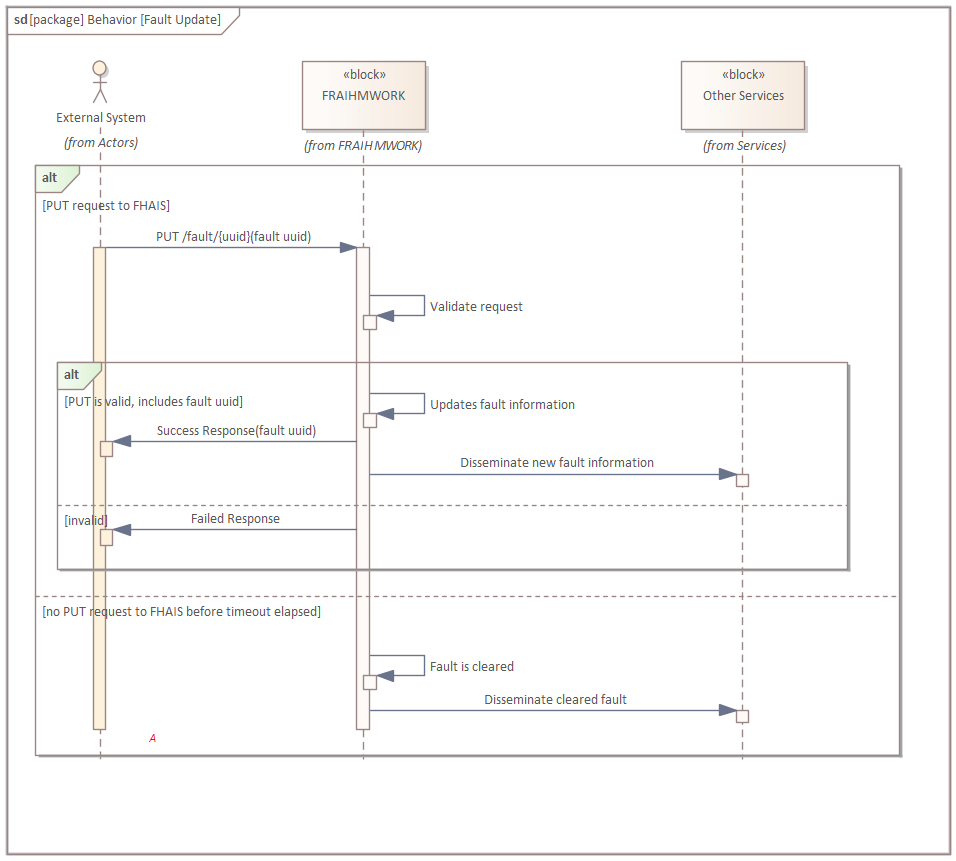 sd [package] Behavior [Fault Update]
«block»
FRAIHMWORK
«block»
Other Services
External System
(from Actors)
(from FRAIHMWORK)
(from Services)
alt
[PUT request to FHAIS]
PUT /fault/{uuid}(fault uuid)
Validate request
alt
[PUT is valid, includes fault uuid]
Updates fault information
Success Response(fault uuid)
Disseminate new fault information
[invalid]
Failed Response
[no PUT request to FHAIS before timeout elapsed]
Fault is cleared
Disseminate cleared fault
A